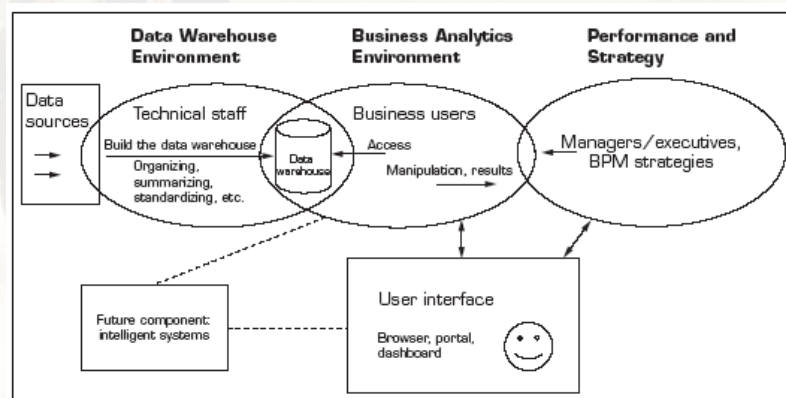 Data Warehouse
Environment
Business Analytics
Environment
Performance and
Strategy
Data
sources
Technical staff
Build the data warehouse
Organizing,
summarizing,
standardizing, etc.
Data
warehouse
Business users
Access
Manipulation, results
Managers/executives,
BPM strategies
Future component:
intelligent systems
User interface
Browser, portal,
dashboard